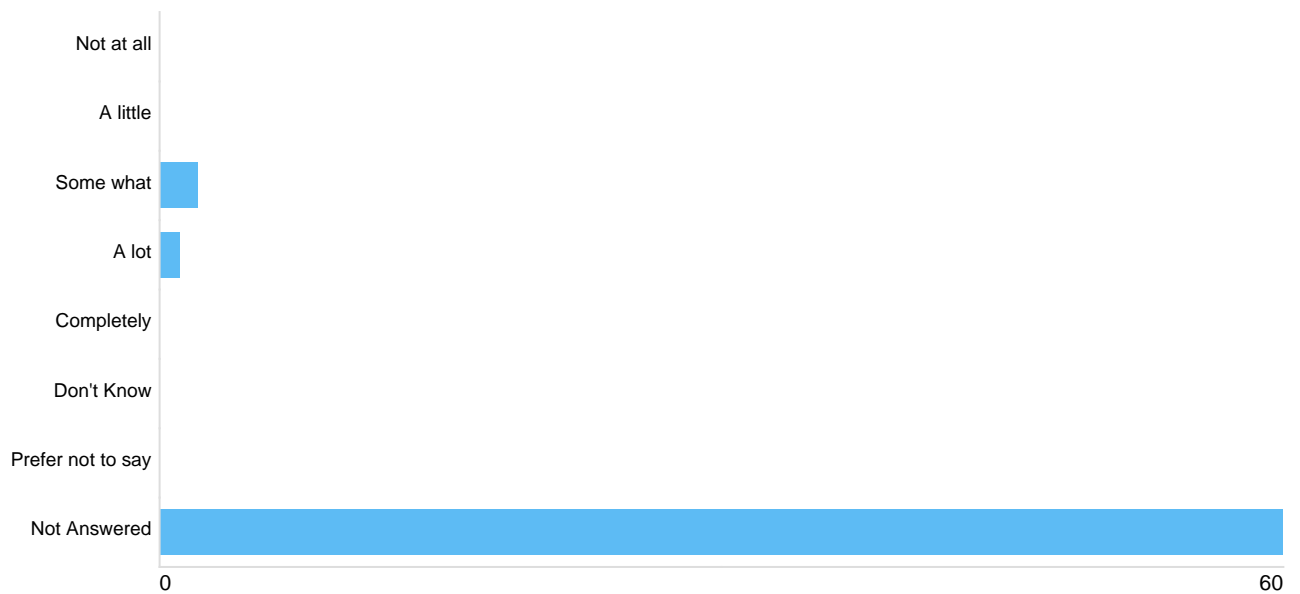 Not at all
A little
Some what
A lot
Completely
Don't Know
Prefer not to say
Not Answered
0 60